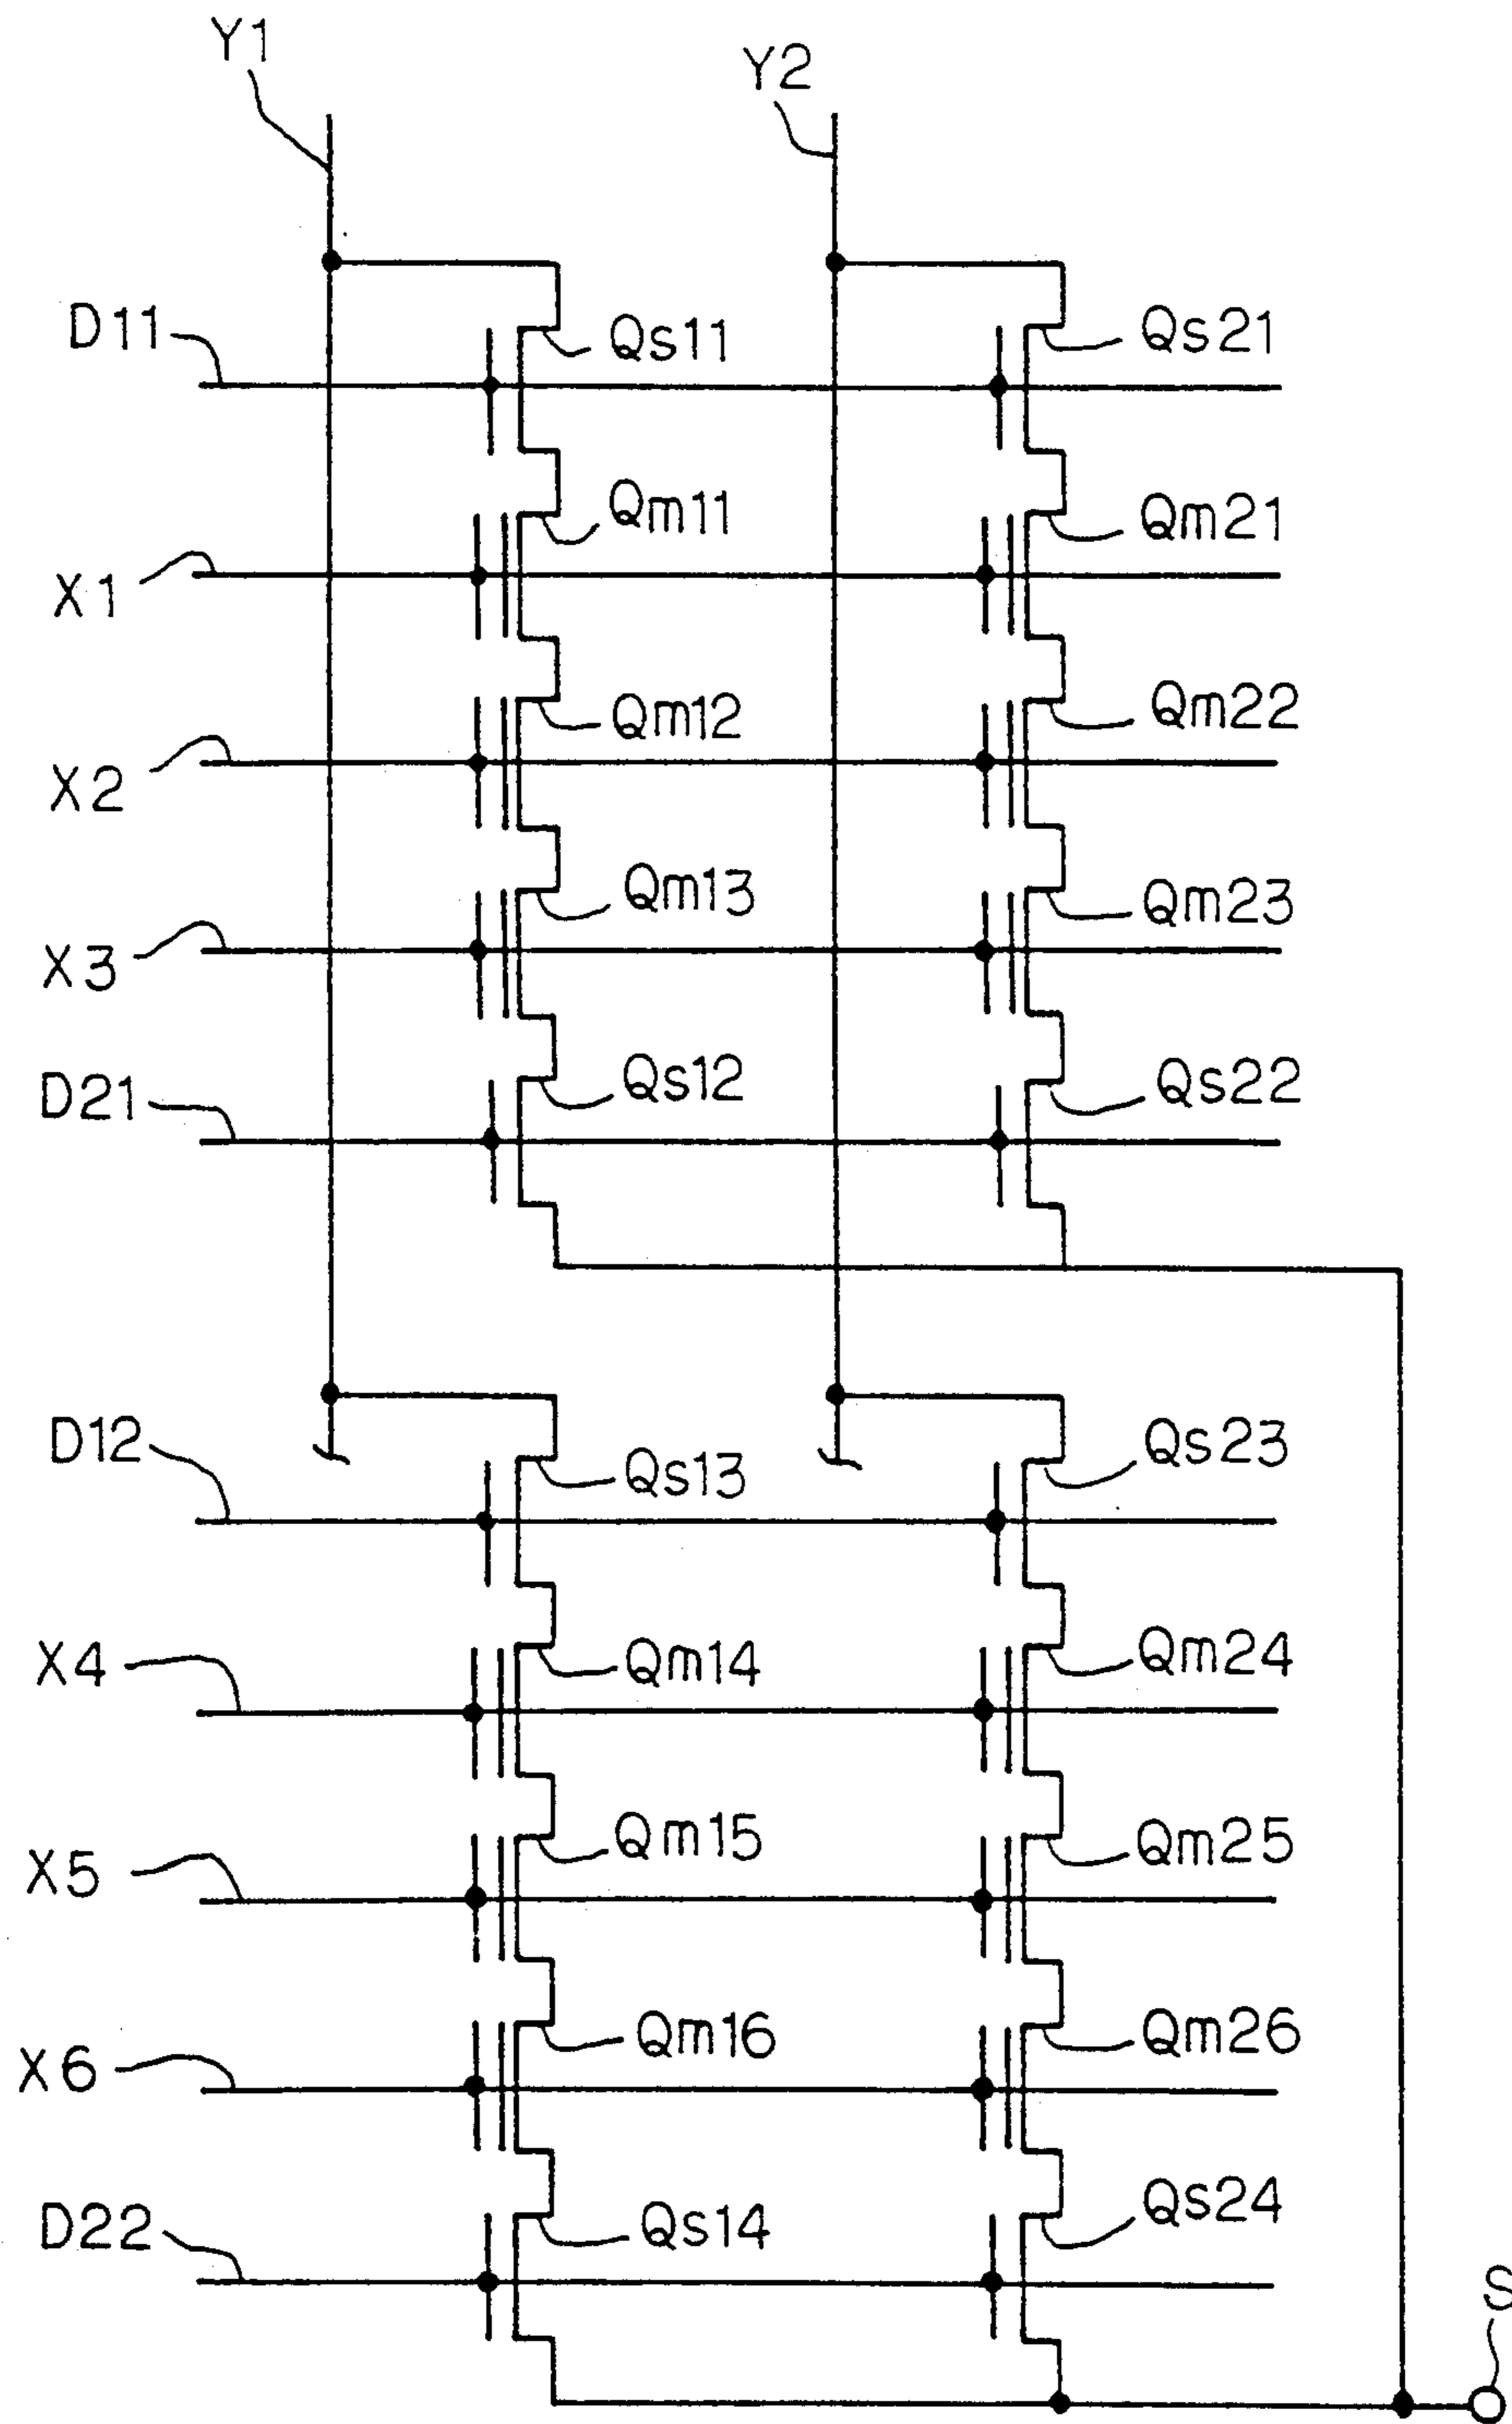 Y1 Y2
D11 Qs11 Qs21
X1 Qm11 Qm21
X2 Qm12 Qm22
X3 Qm13 Qm23
D21 Qs12 Qs22
D12 Qs13 Qs23
X4 Qm14 Qm24
X5 Qm15 Qm25
X6 Qm16 Qm26
D22 Qs14 Qs24
S